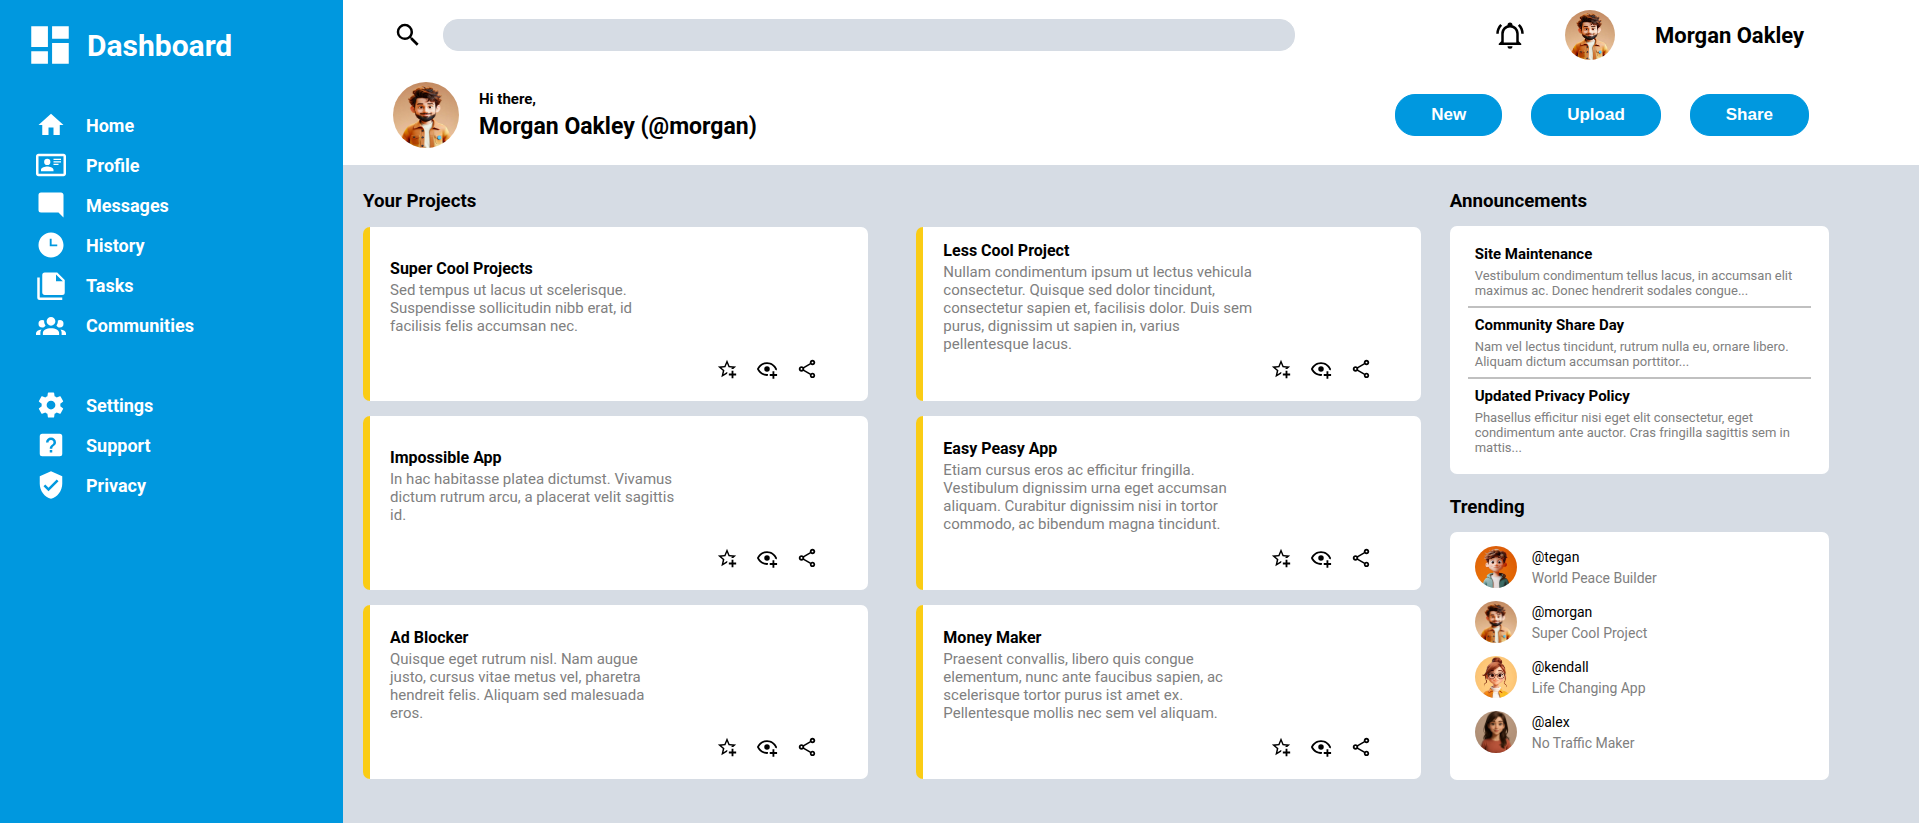 Dashboard
Home
Profile
Messages
History
Tasks
Communities
Settings
Support
Privacy
Morgan Oakley
Hi there,
Morgan Oakley (@morgan)
New
Upload
Share
Your Projects
Super Cool Projects
Sed tempus ut lacus ut scelerisque.
Suspendisse sollicitudin nibb erat, id
facilisis felis accumsan nec.
Less Cool Project
Nullam condimentum ipsum ut lectus vehicula
consectetur. Quisque sed dolor tincidunt,
consectetur sapien et, facilisis dolor. Duis sem
purus, dignissim ut sapien in, varius
pellentesque lacus.
Impossible App
In hac habitasse platea dictumst. Vivamus
dictum rutrum arcu, a placerat velit sagittis
id.
Easy Peasy App
Etiam cursus eros ac efficitur fringilla.
Vestibulum dignissim urna eget accumsan
aliquam. Curabitur dignissim nisi in tortor
commodo, ac bibendum magna tincidunt.
Ad Blocker
Quisque eget rutrum nisl. Nam augue
justo, cursus vitae metus vel, pharetra
hendreit felis. Aliquam sed malesuada
eros.
Money Maker
Praesent convallis, libero quis congue
elementum, nunc ante faucibus sapien, ac
scelerisque tortor purus ist amet ex.
Pellentesque mollis nec sem vel aliquam.
Announcements
Site Maintenance
Vestibulum condimentum tellus lacus, in accumsan elit
maximus ac. Donec hendrerit sodales congue...
Community Share Day
Nam vel lectus tincidunt, rutrum nulla eu, ornare libero.
Aliquam dictum accumsan porttitor...
Updated Privacy Policy
Phasellus efficitur nisi eget elit consectetur, eget
condimentum ante auctor. Cras fringilla sagittis sem in
mattis...
Trending
@tegan
World Peace Builder
@morgan
Super Cool Project
@kendall
Life Changing App
@alex
No Traffic Maker